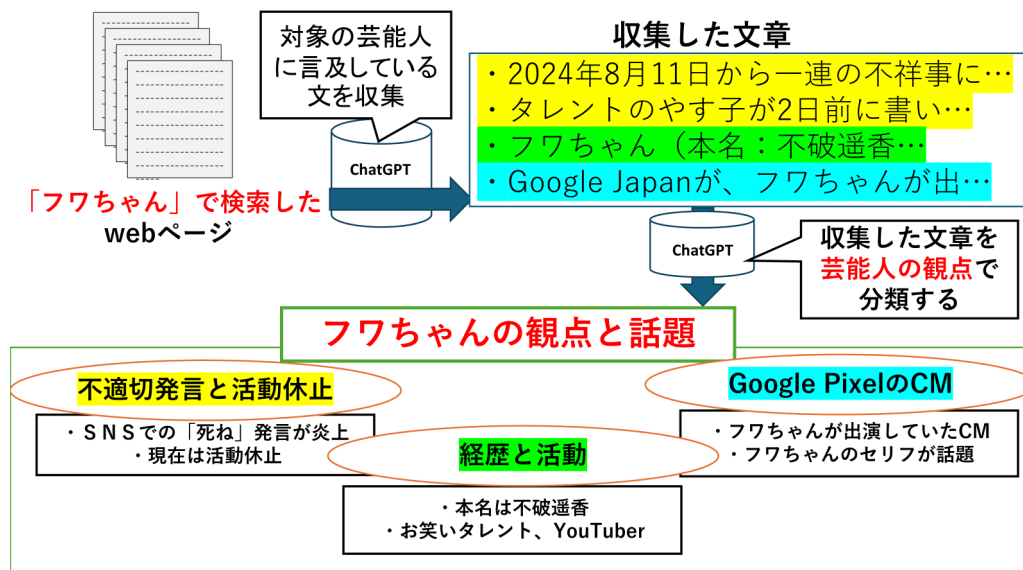 対象の芸能人
に言及している
文を収集
収集した文章
・2024年8月11日から一連の不祥事に…
・タレントのやす子が2日前に書い…
・フワちゃん（本名：不破遥香…
・Google Japanが、フワちゃんが出…
ChatGPT
「フワちゃん」で検索した
webページ
ChatGPT
収集した文章を
芸能人の観点で
分類する
フワちゃんの観点と話題
不適切発言と活動休止
・ＳＮＳでの「死ね」発言が炎上
・現在は活動休止
経歴と活動
・本名は不破遥香
・お笑いタレント、YouTuber
Google PixelのCM
・フワちゃんが出演していたCM
・フワちゃんのセリフが話題